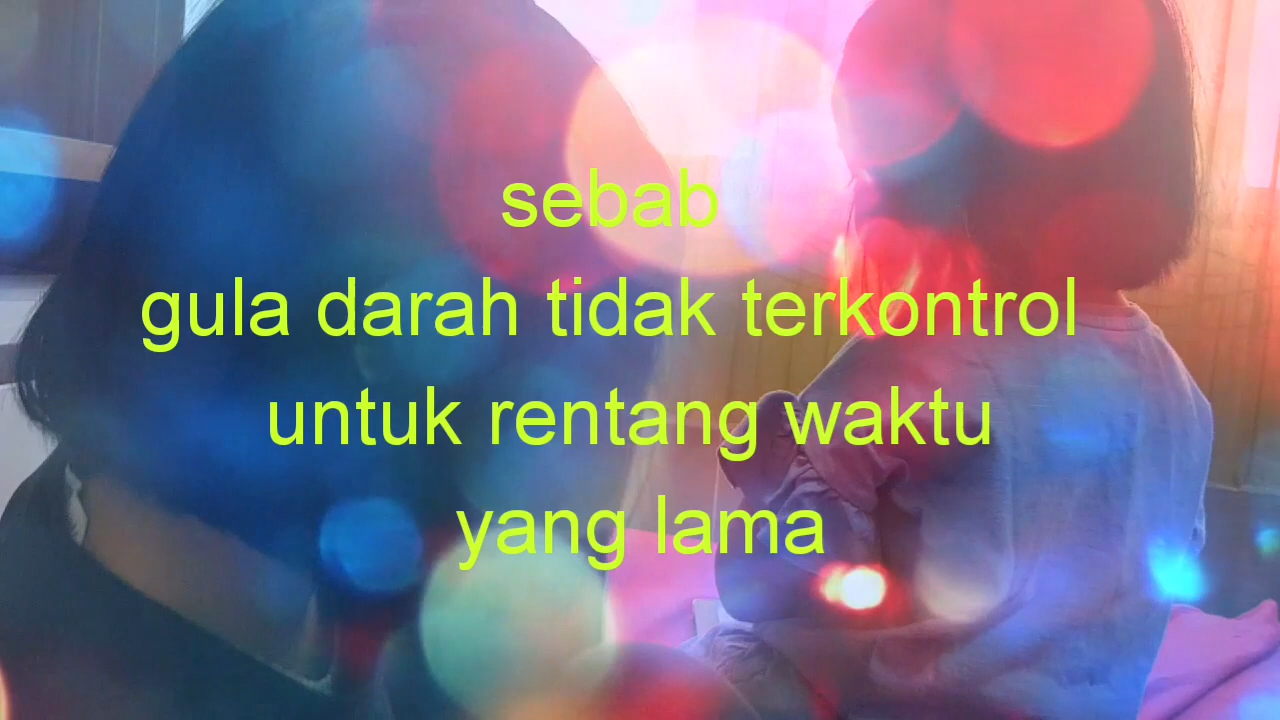 sebab
gula darah tidak terkontrol
untuk rentang waktu
yang lama